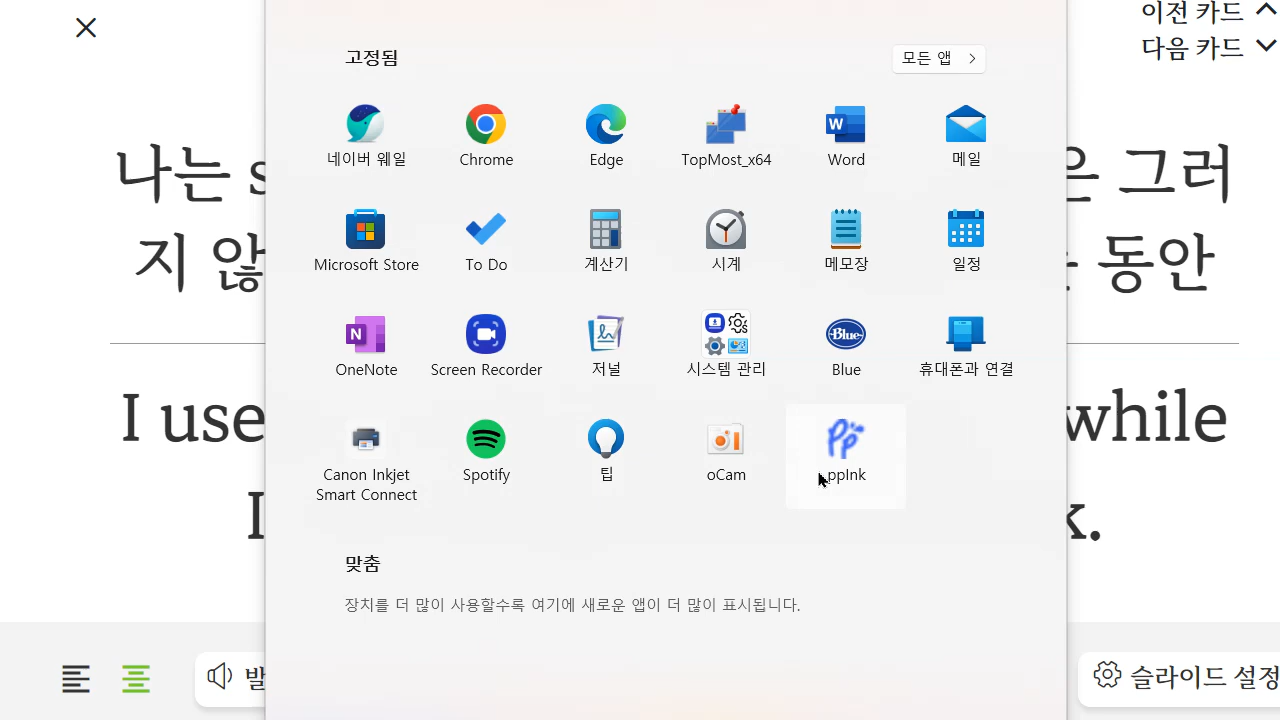 이전 카드
다음 카드
고정됨
모든 앱
네이버 웨일
Chrome
Edge
TopMost_x64
Word
메일
Microsoft Store
To Do
계산기
시계
메모장
일정
OneNote
Screen Recorder
저널
시스템 관리
Blue
휴대폰과 연결
Canon Inkjet
Smart Connect
Spotify
팁
oCam
맞춤
장치를 더 많이 사용할수록 여기에 새로운 앱이 더 많이 표시됩니다.
나는
그러
지 않
동안
I use
while
I
k.
발
슬라이드 설정